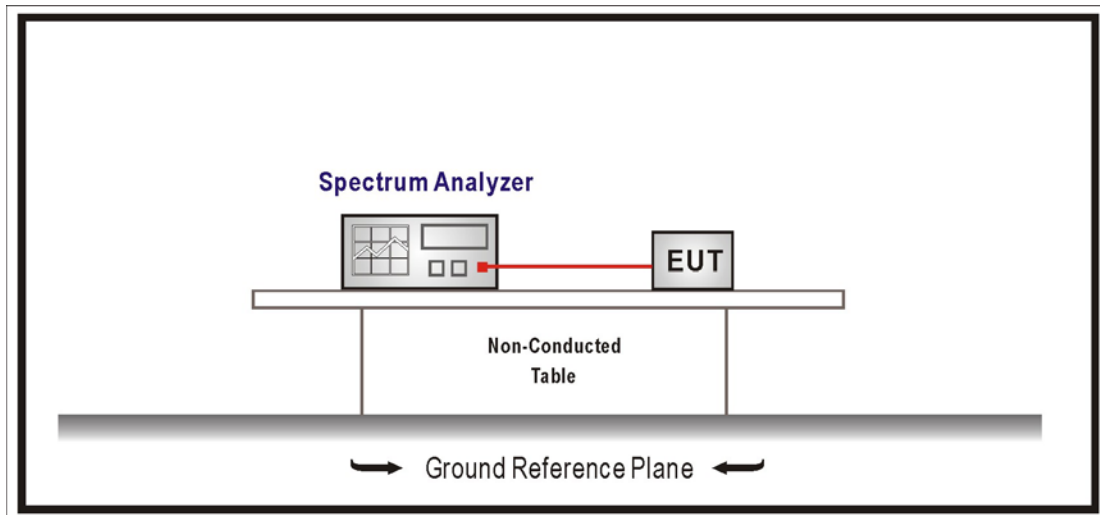 Spectrum Analyzer
EUT
Non-Conducted
Table
Ground Reference Plane